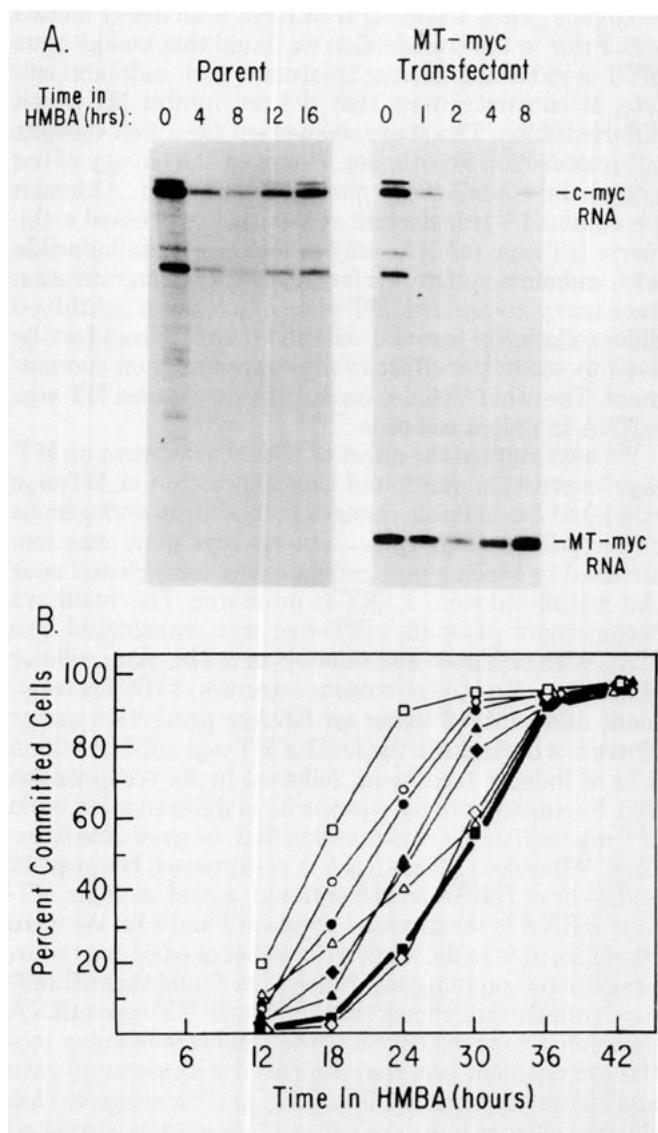 A.
Parent
MT-myc
Transfectant
Time in
HMBA (hrs):
0 4 8 12 16
0 1 2 4 8
-c-myc
RNA
-MT-myc
RNA
B.
Percent Committed Cells
100
80
60
40
20
6 12 18 24 30 36 42
Time In HMBA (hours)